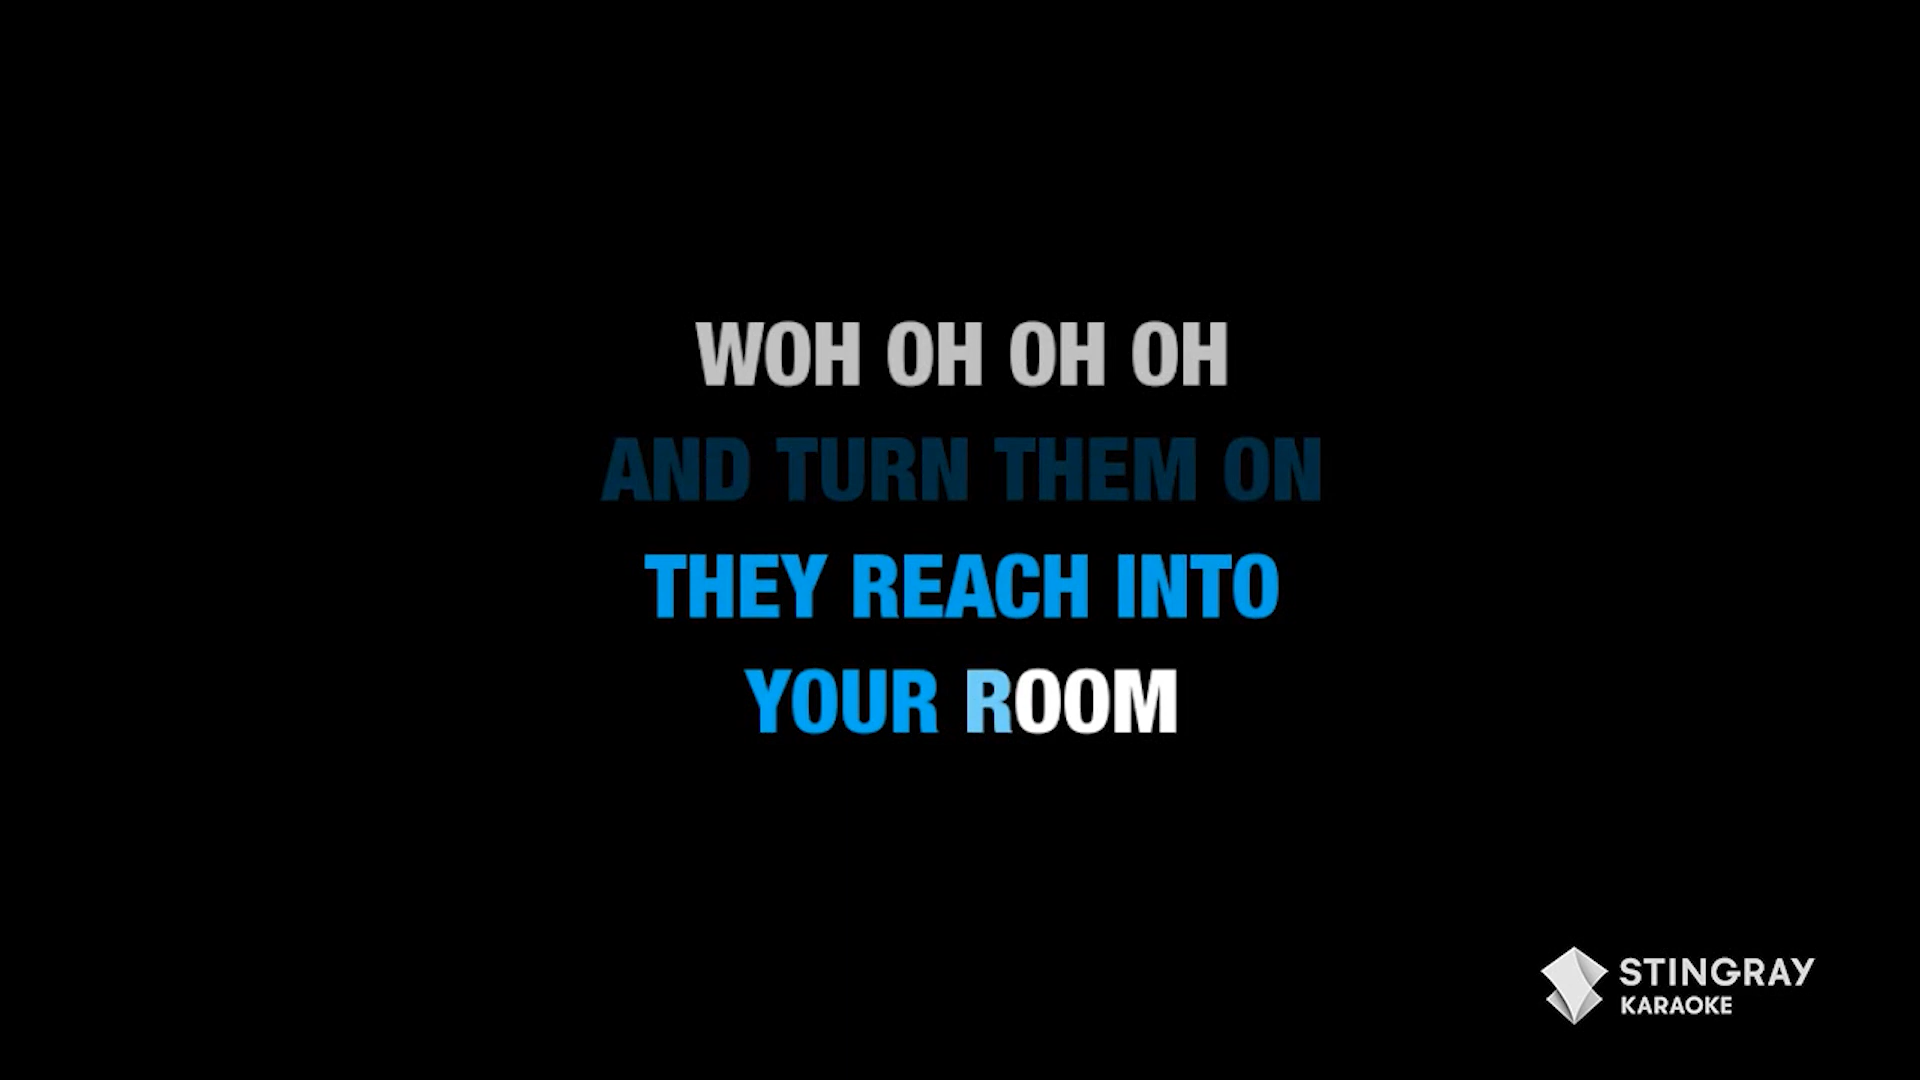 WOH OH OH OH
AND TURN THEM ON
THEY REACH INTO
YOUR ROOM
STINGRAY
KARAOKE